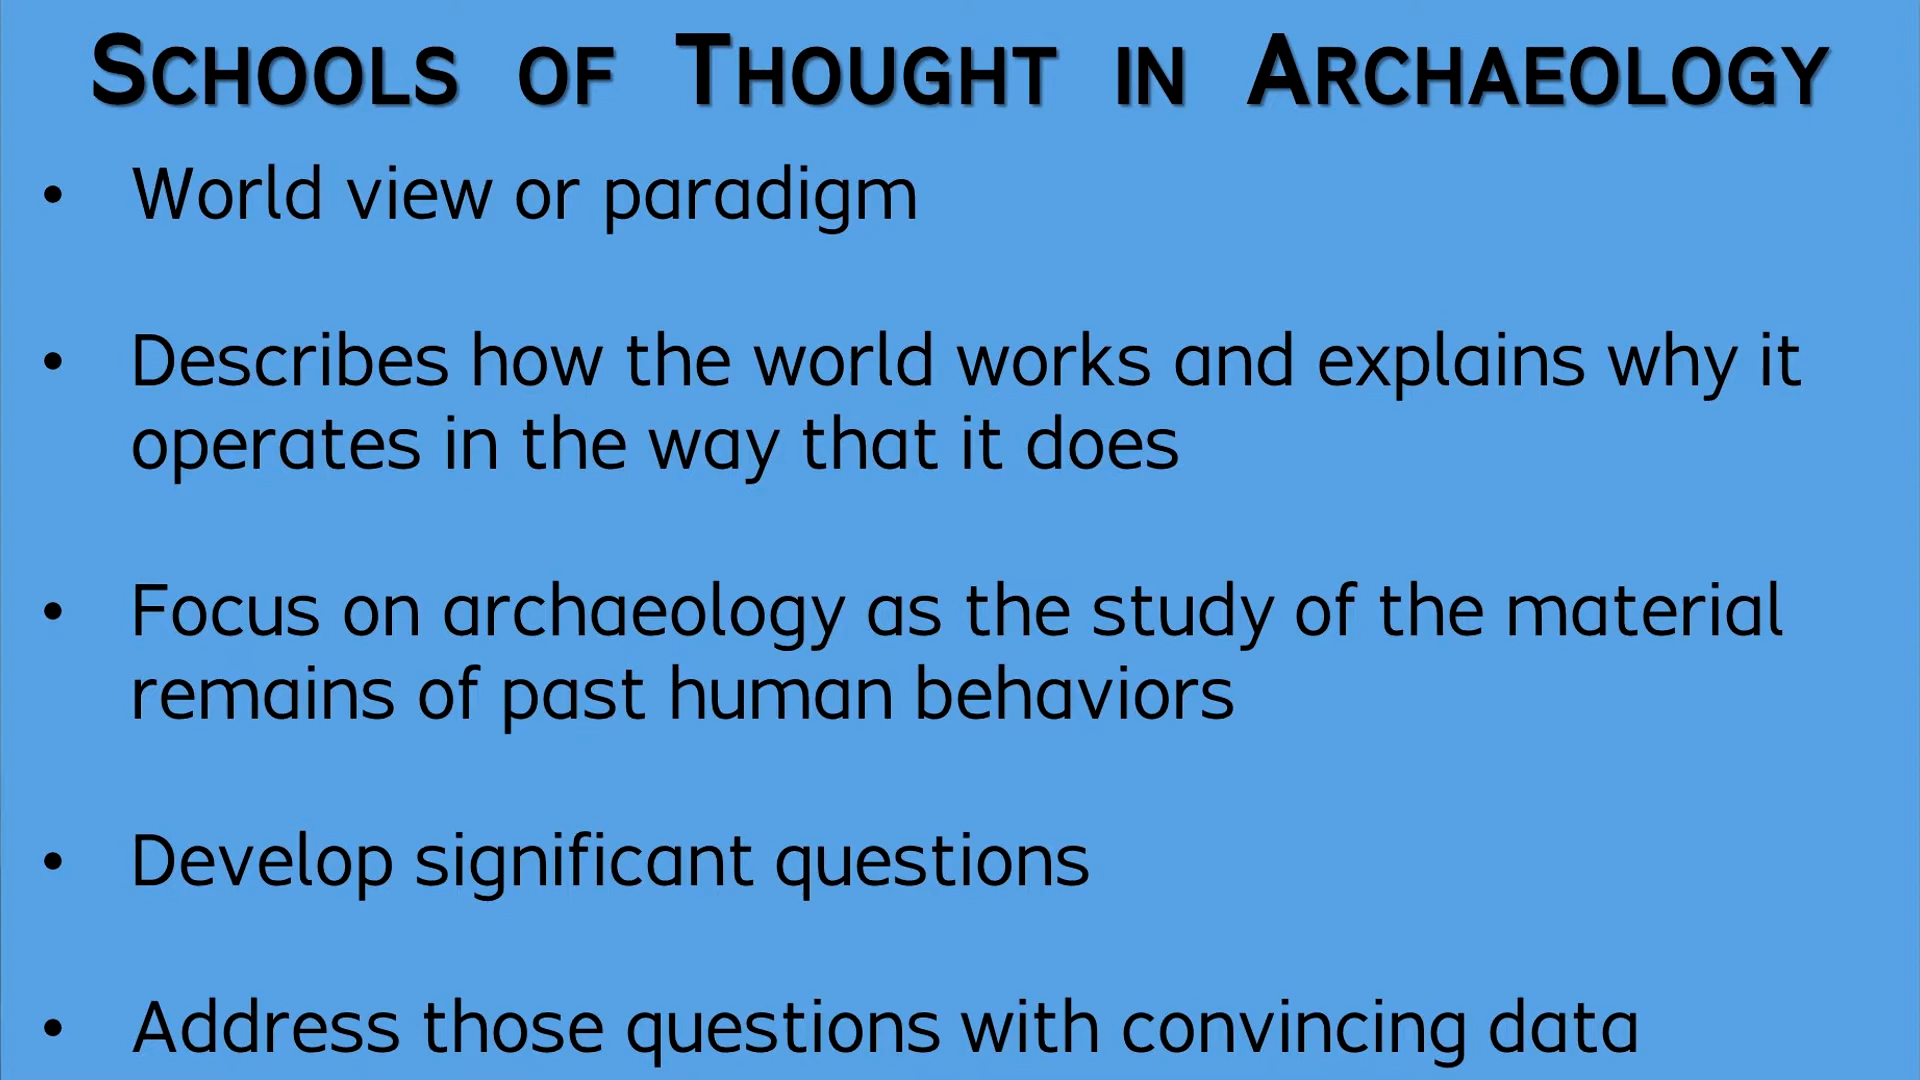 SCHOOLS OF THOUGHT IN ARCHAEOLOGY
• World view or paradigm
• Describes how the world works and explains why it
operates in the way that it does
• Focus on archaeology as the study of the material
remains of past human behaviors
• Develop significant questions
• Address those questions with convincing data